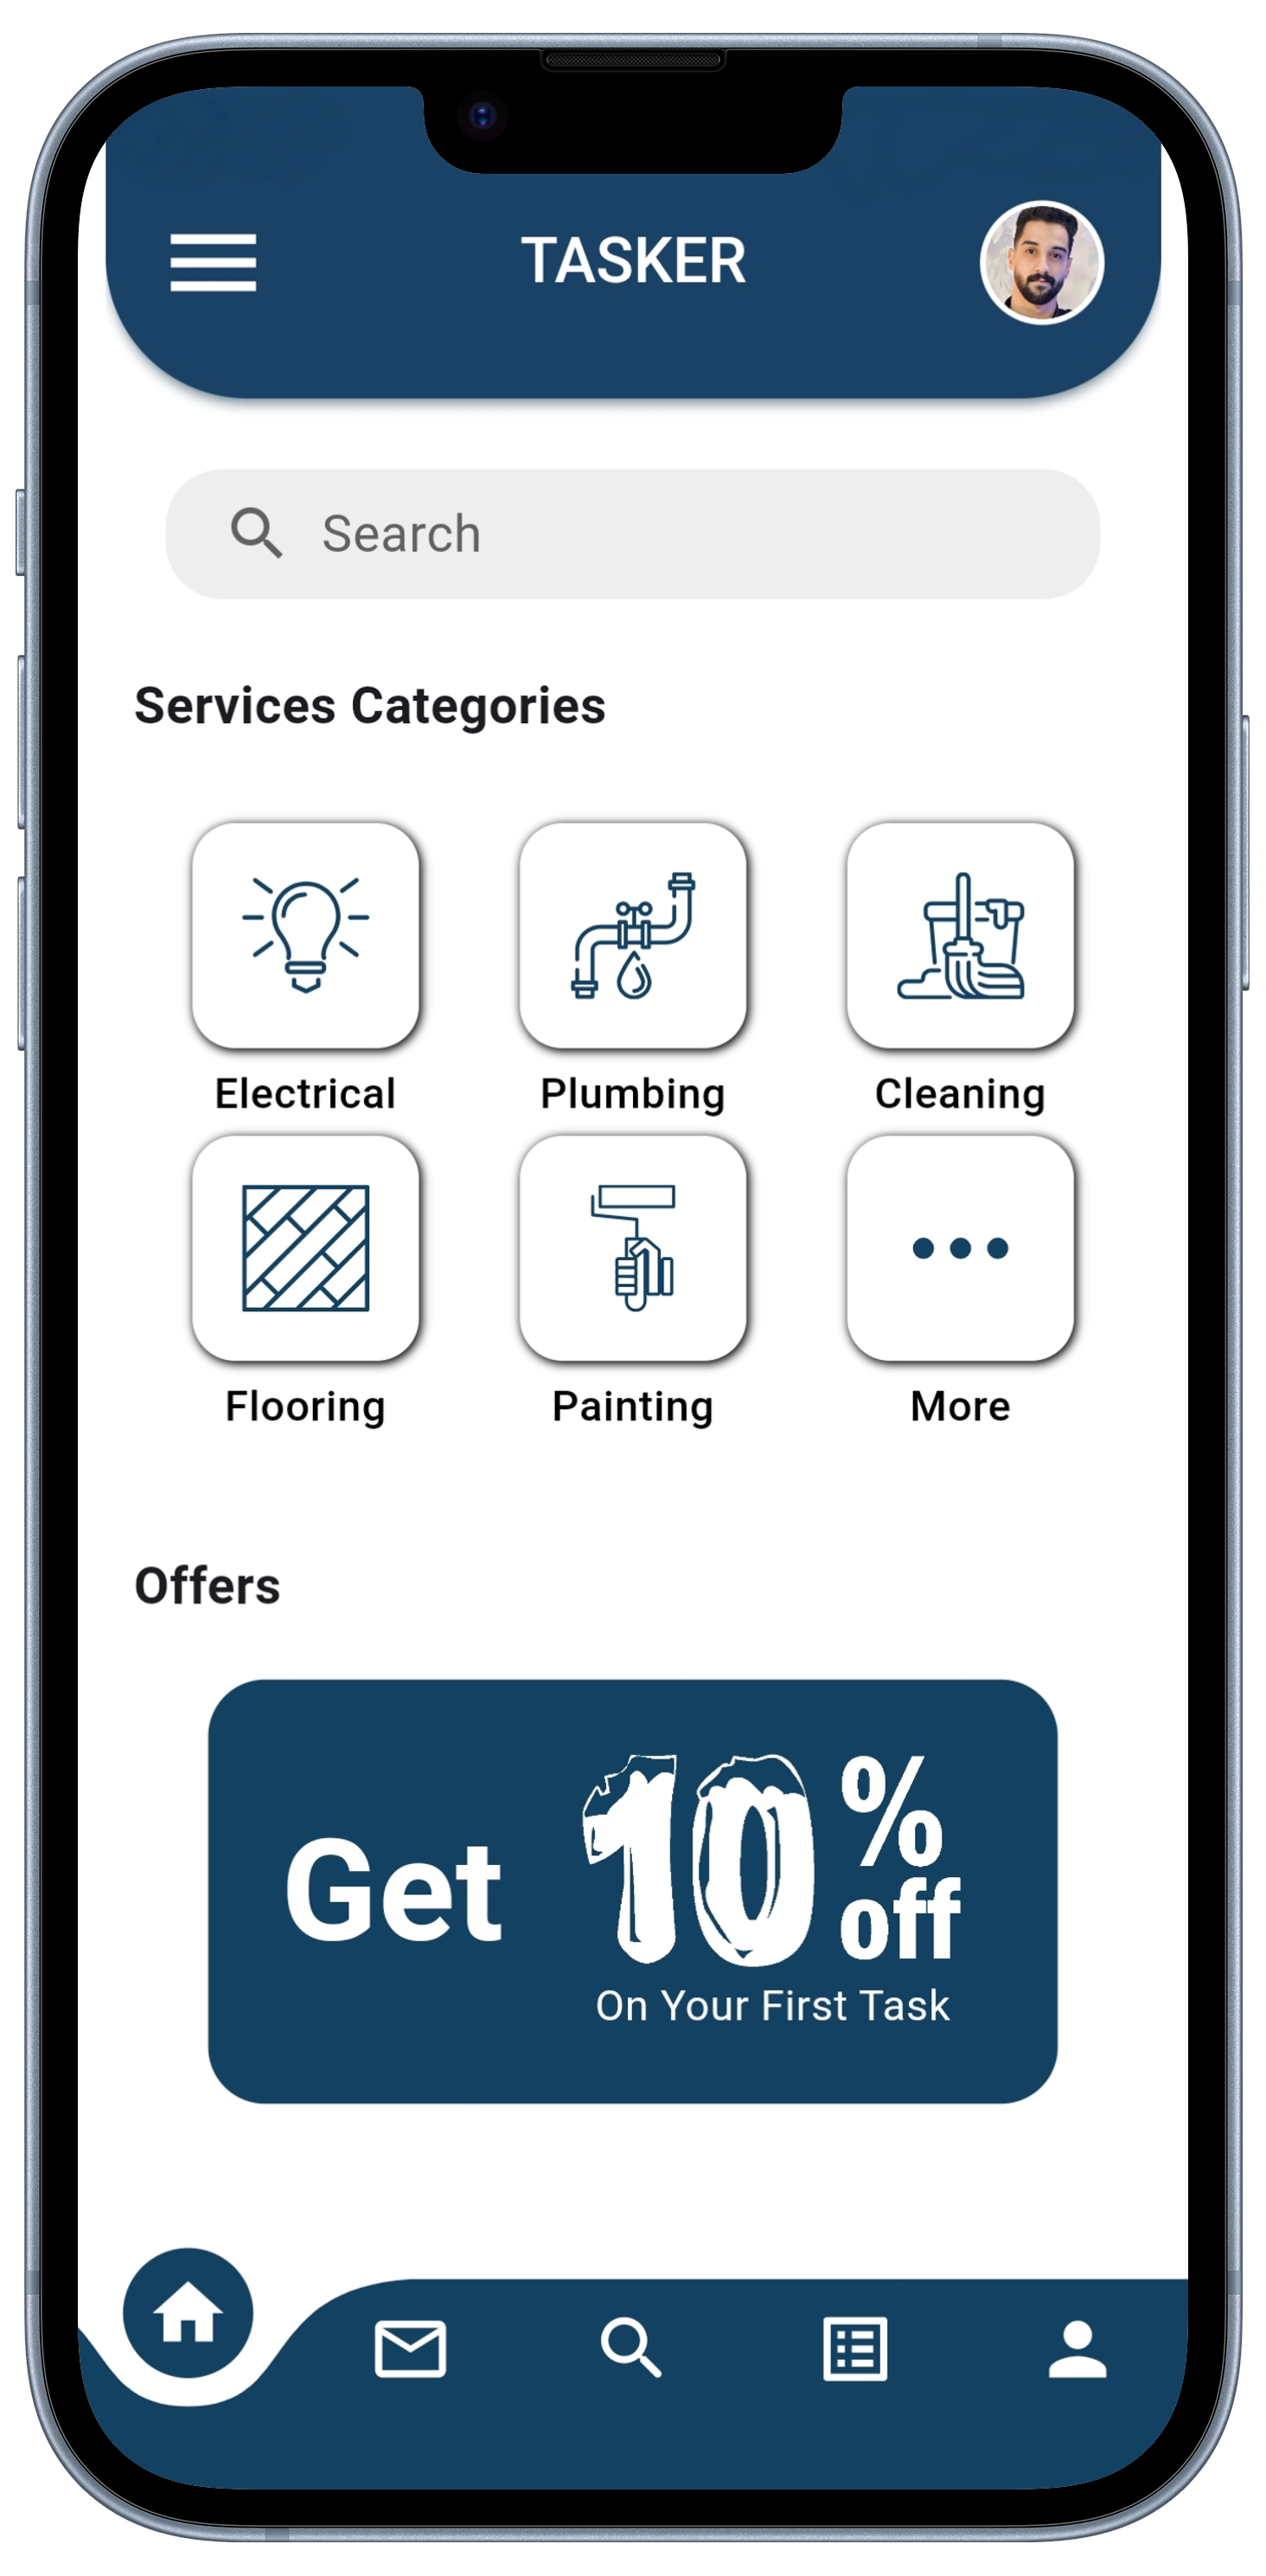 TASKER
Search
Services Categories
Electrical
Plumbing
Cleaning
Flooring
Painting
More
Offers
Get 10 % off
On Your First Task